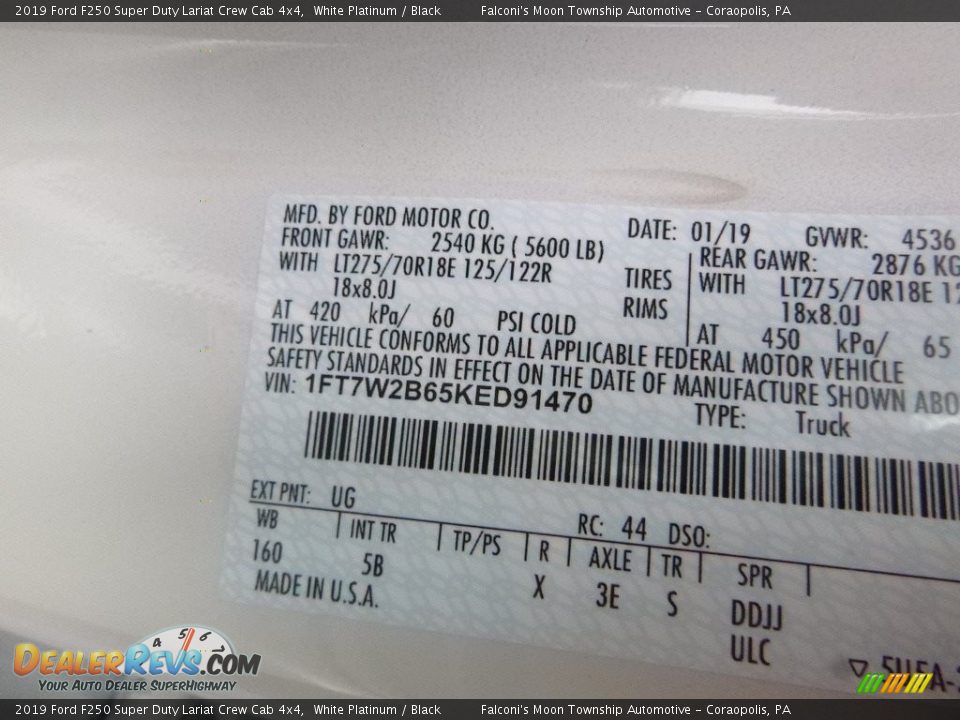 2019 Ford F250 Super Duty Lariat Crew Cab 4x4, White Platinum / Black Falconi's Moon Township Automotive - Coraopolis, PA
MFD. BY FORD MOTOR CO. DATE: 01/19 GVWR: 4536
FRONT GAWR: 2540 KG ( 5600 LB) REAR GAWR: 2876 KG
WITH LT275/70R18E 125/122R TIRES WITH LT275/70R18E
18x8.0J RIMS 18x8.0J
AT 420 kPa/ 60 PSI COLD AT 450 kPa/ 65
THIS VEHICLE CONFORMS TO ALL APPLICABLE FEDERAL MOTOR VEHICLE
SAFETY STANDARDS IN EFFECT ON THE DATE OF MANUFACTURE SHOWN ABO
VIN: 1FT7W2B65KED91470 TYPE: Truck
EXT PNT: UG RC: 44 DSO:
WB INT TR TP/PS R AXLE TR SPR
160 5B X 3E S DDJJ
MADE IN U.S.A. ULC
DealerRevs.com
Your Auto Dealer SuperHighway
4 5 6
2019 Ford F250 Super Duty Lariat Crew Cab 4x4, White Platinum / Black Falconi's Moon Township Automotive - Coraopolis, PA